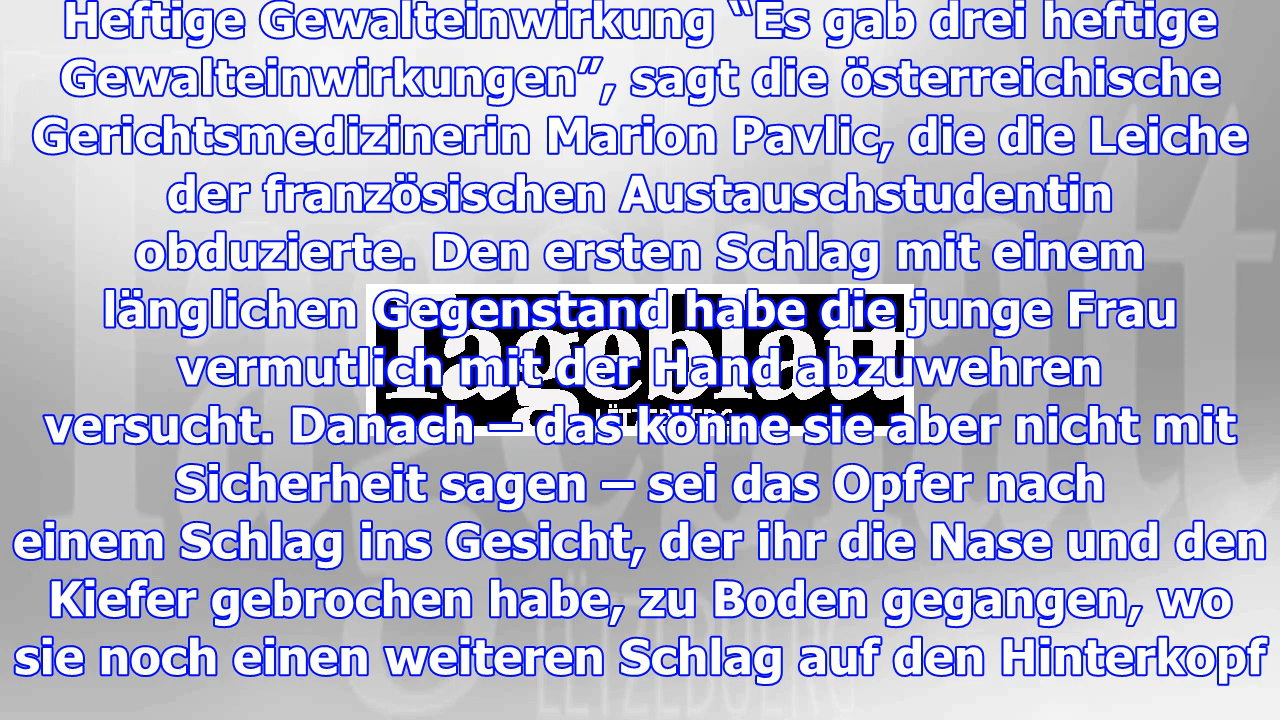 Heftige Gewalteinwirkung “Es gab drei heftige
Gewalteinwirkungen”, sagt die österreichische
Gerichtsmedizinerin Marion Pavlic, die die Leiche
der französischen Austauschstudentin
obduzierte. Den ersten Schlag mit einem
länglichen Gegenstand habe die junge Frau
vermutlich mit der Hand abzuwehren
versucht. Danach – das könne sie aber nicht mit
Sicherheit sagen – sei das Opfer nach
einem Schlag ins Gesicht, der ihr die Nase und den
Kiefer gebrochen habe, zu Boden gegangen, wo
sie noch einen weiteren Schlag auf den Hinterkopf
Tageblatt
LËTZEBUERG